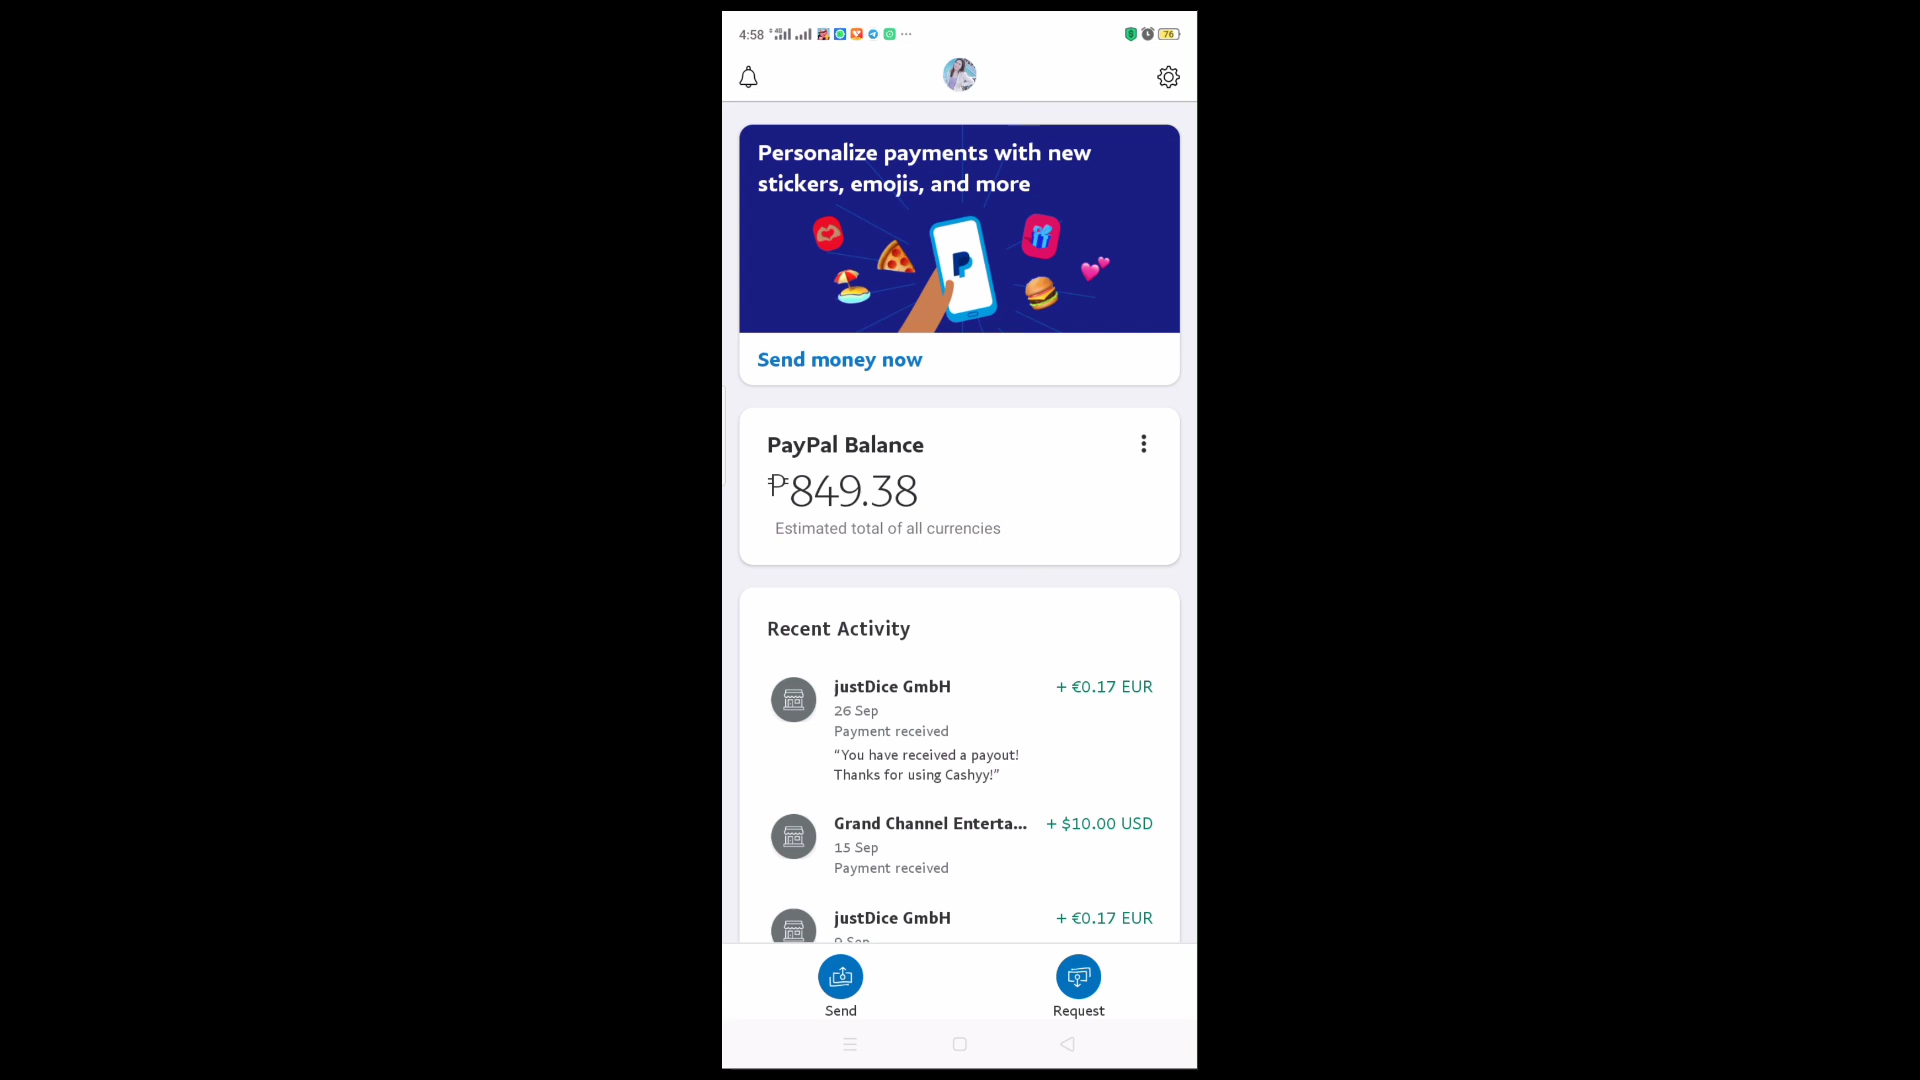 4:58
76
Personalize payments with new
stickers, emojis, and more
Send money now
PayPal Balance
₱849.38
Estimated total of all currencies
Recent Activity
justDice GmbH + €0.17 EUR
26 Sep
Payment received
“You have received a payout!
Thanks for using Cashyy!”
Grand Channel Enterta... + $10.00 USD
15 Sep
Payment received
justDice GmbH + €0.17 EUR
9 Sep
Send Request